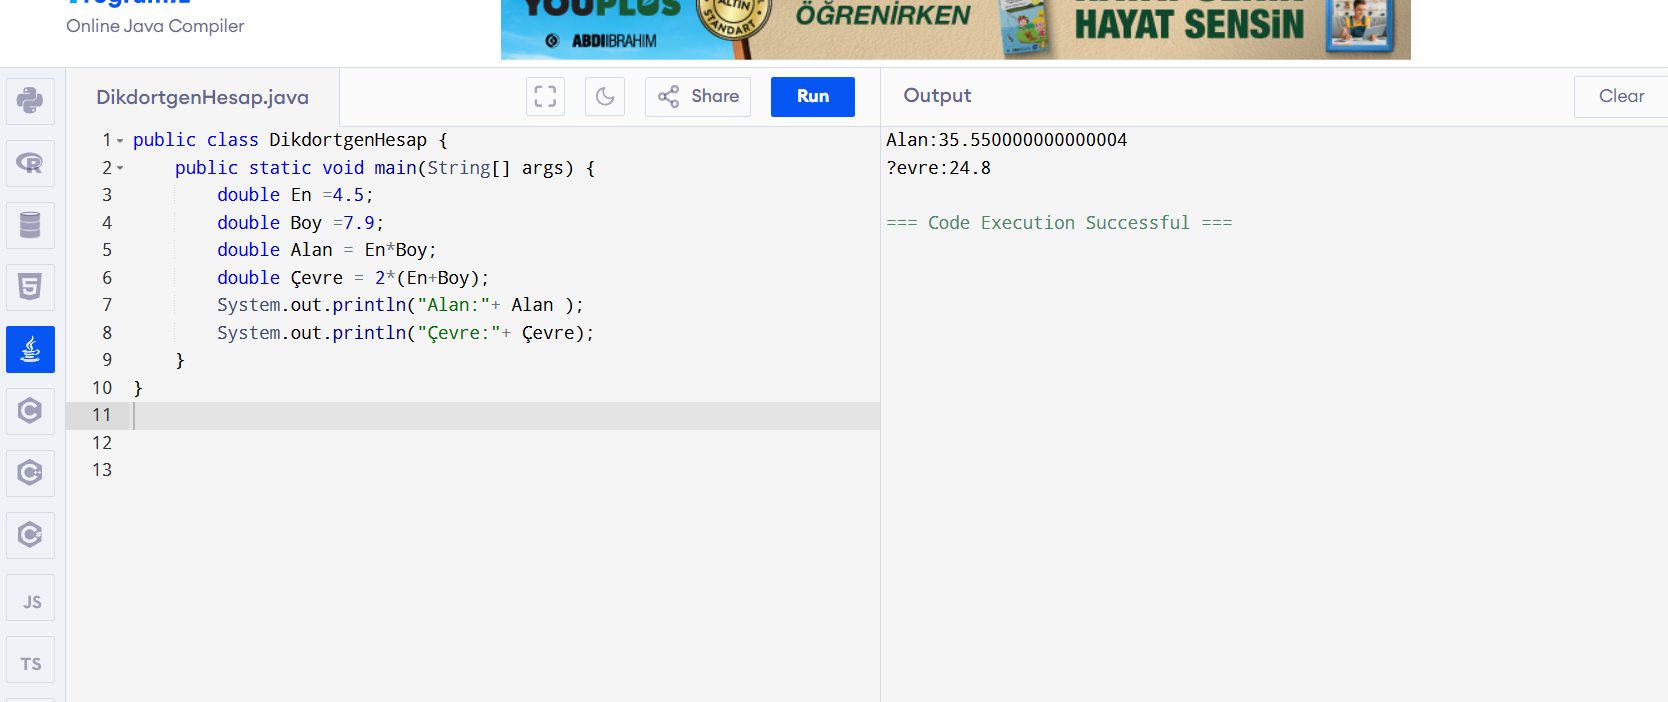 Programiz
Online Java Compiler
YOUPLUS
ALTIN
STANDART
ABDİİBRAHİM
ÖĞRENİRKEN
HAYAT SENSİN
DikdortgenHesap.java
Share
Run
Output
Clear
1 public class DikdortgenHesap {
2 public static void main(String[] args) {
3 double En =4.5;
4 double Boy =7.9;
5 double Alan = En*Boy;
6 double Çevre = 2*(En+Boy);
7 System.out.println("Alan:"+ Alan );
8 System.out.println("Çevre:"+ Çevre);
9 }
10 }
11
12
13
Alan:35.550000000000004
?evre:24.8
=== Code Execution Successful ===
JS
TS